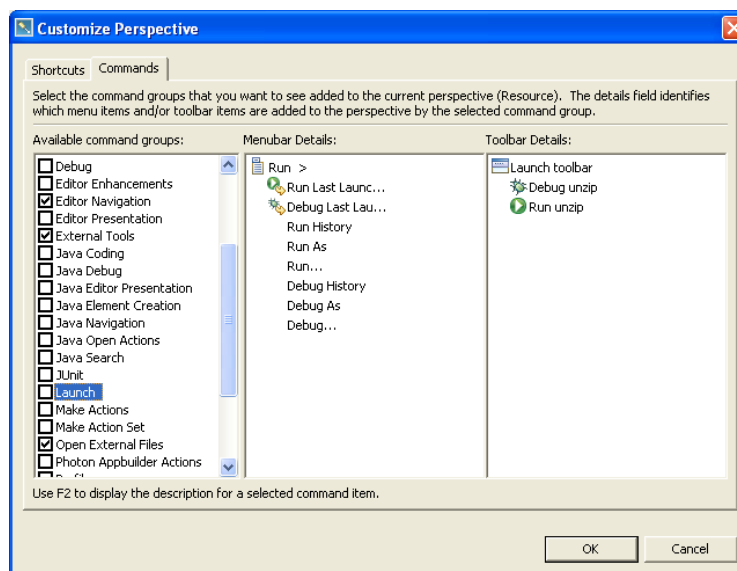 Customize Perspective
Shortcuts Commands
Select the command groups that you want to see added to the current perspective (Resource). The details field identifies
which menu items and/or toolbar items are added to the perspective by the selected command group.
Available command groups:
Debug
Editor Enhancements
Editor Navigation
Editor Presentation
External Tools
Java Coding
Java Debug
Java Editor Presentation
Java Element Creation
Java Navigation
Java Open Actions
Java Search
JUnit
Launch
Make Actions
Make Action Set
Open External Files
Photon Appbuilder Actions
Menubar Details:
Run >
Run Last Launc...
Debug Last Lau...
Run History
Run As
Run...
Debug History
Debug As
Debug...
Toolbar Details:
Launch toolbar
Debug unzip
Run unzip
Use F2 to display the description for a selected command item.
OK Cancel